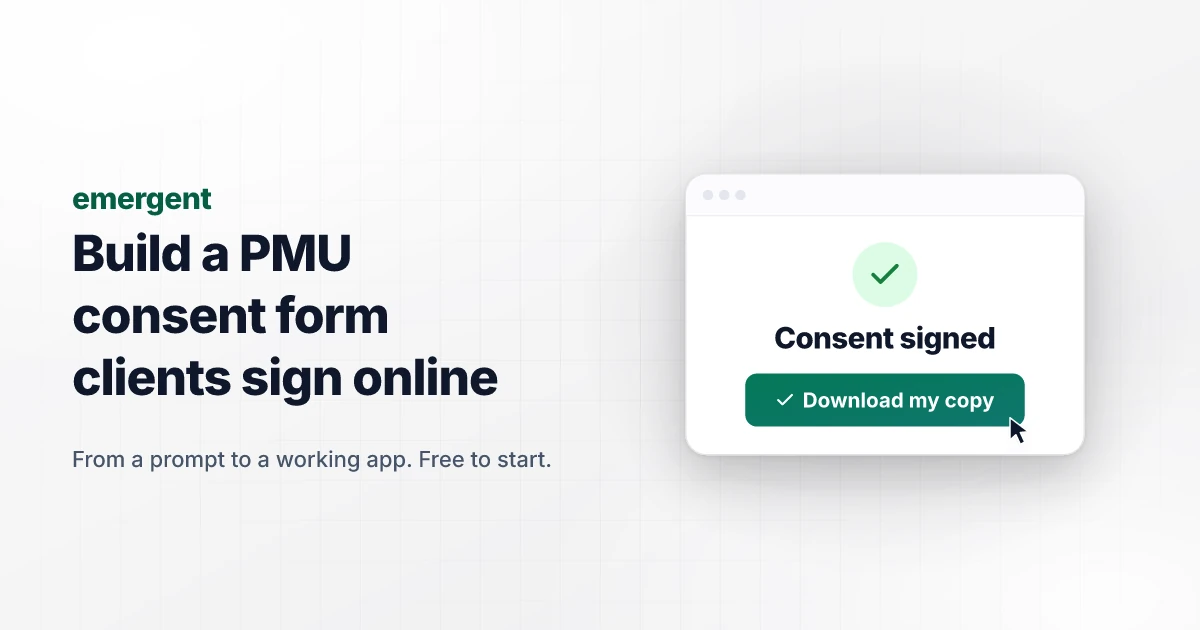 emergent
Build a PMU
consent form
clients sign online
From a prompt to a working app. Free to start.
Consent signed
Download my copy